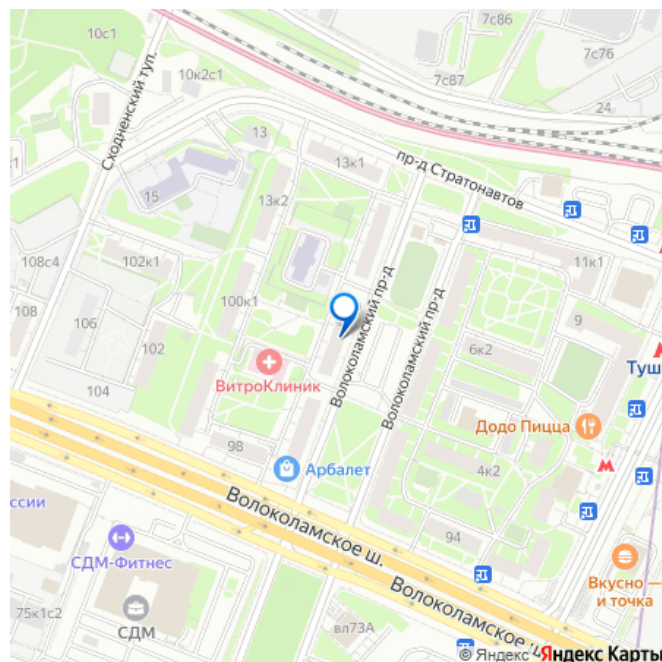 10с1
7с86
7с76
7с87
24
10к2с1
Сходненский туп.
13
13к1
пр-д Стратонавтов
15
13к2
102к1
108с4
11к1
100к1
Волоколамский пр-д
Волоколамский пр-д
108
106
102
9
6к2
Туш
ВитроКлиник
104
Додо Пицца
98
Арбалет
4к2
Волоколамское ш.
94
ссии
СДМ-Фитнес
Вкусно —
и точка
75к1с2
СДМ
вл73А
Волоколамское ш.
© Яндекс
Яндекс Карты